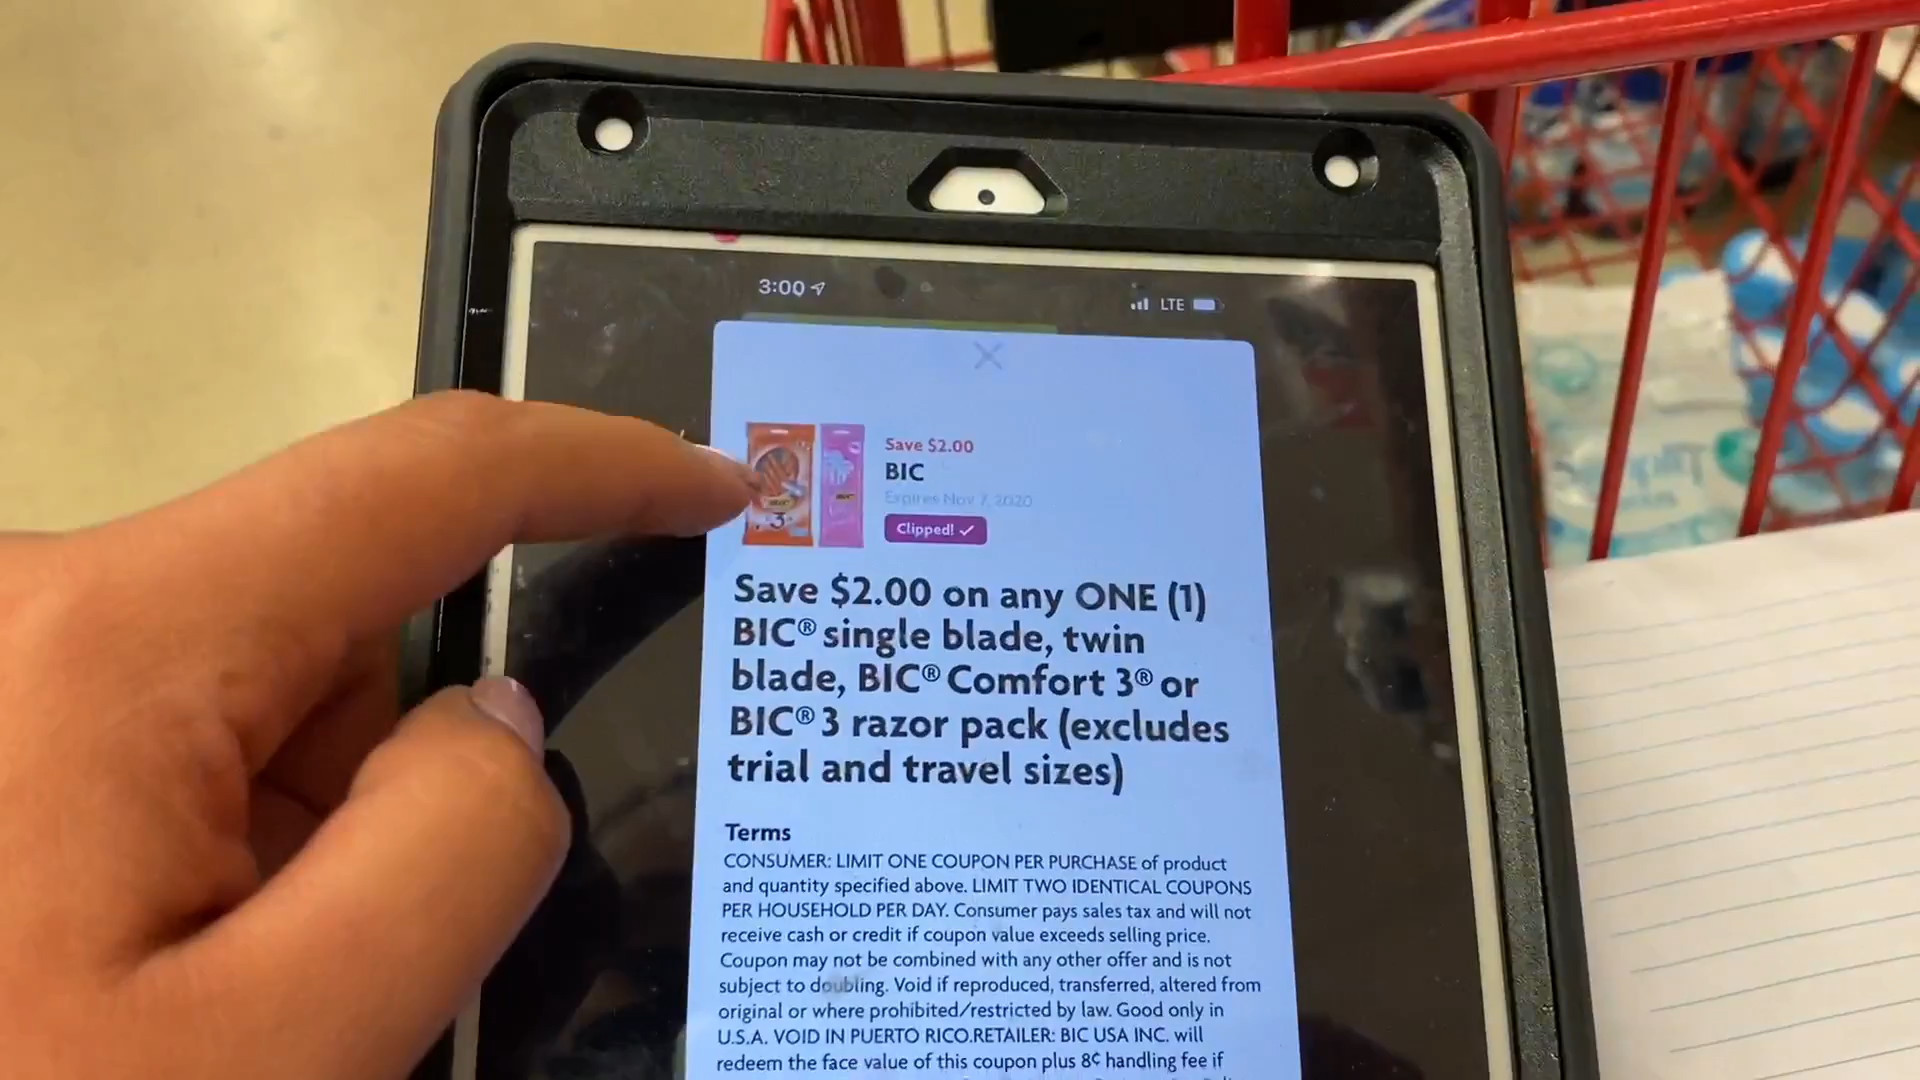 3:00
LTE
Save $2.00
BIC
Expires Nov 7, 2020
Clipped! ✓
Save $2.00 on any ONE (1)
BIC® single blade, twin
blade, BIC® Comfort 3® or
BIC® 3 razor pack (excludes
trial and travel sizes)
Terms
CONSUMER: LIMIT ONE COUPON PER PURCHASE of product
and quantity specified above. LIMIT TWO IDENTICAL COUPONS
PER HOUSEHOLD PER DAY. Consumer pays sales tax and will not
receive cash or credit if coupon value exceeds selling price.
Coupon may not be combined with any other offer and is not
subject to doubling. Void if reproduced, transferred, altered from
original or where prohibited/restricted by law. Good only in
U.S.A. VOID IN PUERTO RICO.RETAILER: BIC USA INC. will
redeem the face value of this coupon plus 8¢ handling fee if